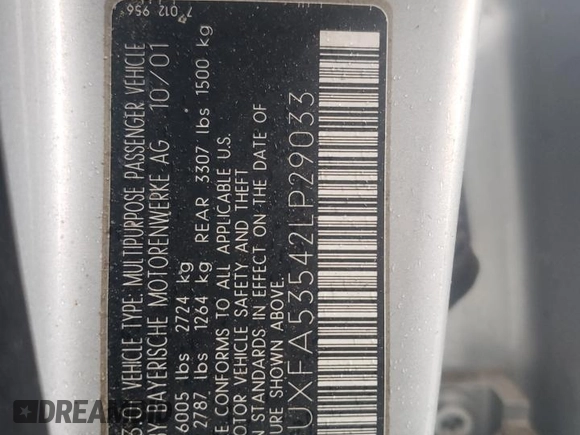 7 012 956
VEHICLE TYPE: MULTIPURPOSE PASSENGER VEHICLE
BY BAYERISCHE MOTORENWERKE AG 10/01
6005 lbs 2724 kg
2787 lbs 1264 kg REAR 3307 lbs 1500 kg
CONFORMS TO ALL APPLICABLE U.S.
MOTOR VEHICLE SAFETY AND THEFT
STANDARDS IN EFFECT ON THE DATE OF
SHOWN ABOVE.
UXFA53542LP29033
DREAM